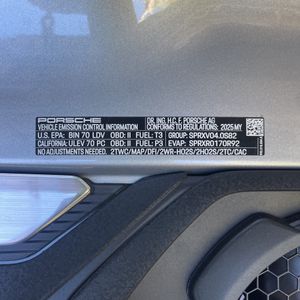 PORSCHE DR. ING. H.C. F. PORSCHE AG
VEHICLE EMISSION CONTROL INFORMATION CONFORMS TO REGULATIONS: 2025 MY
U.S. EPA: BIN 70 LDV OBD: II FUEL: T3 GROUP: SPRXV04.0S82
CALIFORNIA: ULEV 70 PC OBD: II FUEL: P3 EVAP: SPRXR0170R92
NO ADJUSTMENTS NEEDED. 2TWC/MAP/DFI/2WR-HO2S/2HO2S/2TC/CAC